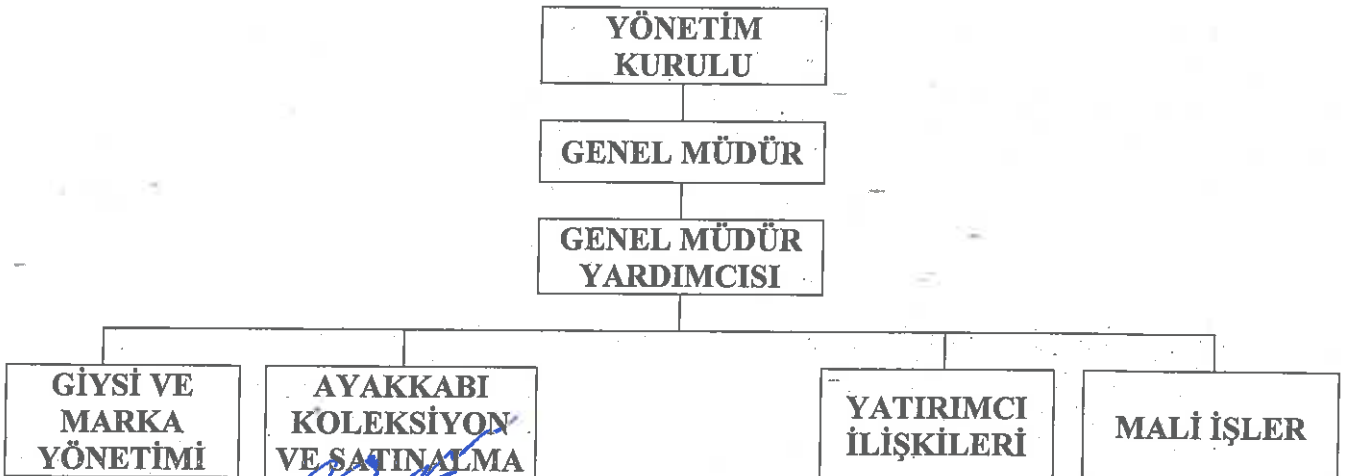 YÖNETİM
KURULU
GENEL MÜDÜR
GENEL MÜDÜR
YARDIMCISI
GİYSİ VE
MARKA
YÖNETİMİ
AYAKKABI
KOLEKSİYON
VE SATINALMA
YATIRIMCI
İLİŞKİLERİ
MALİ İŞLER